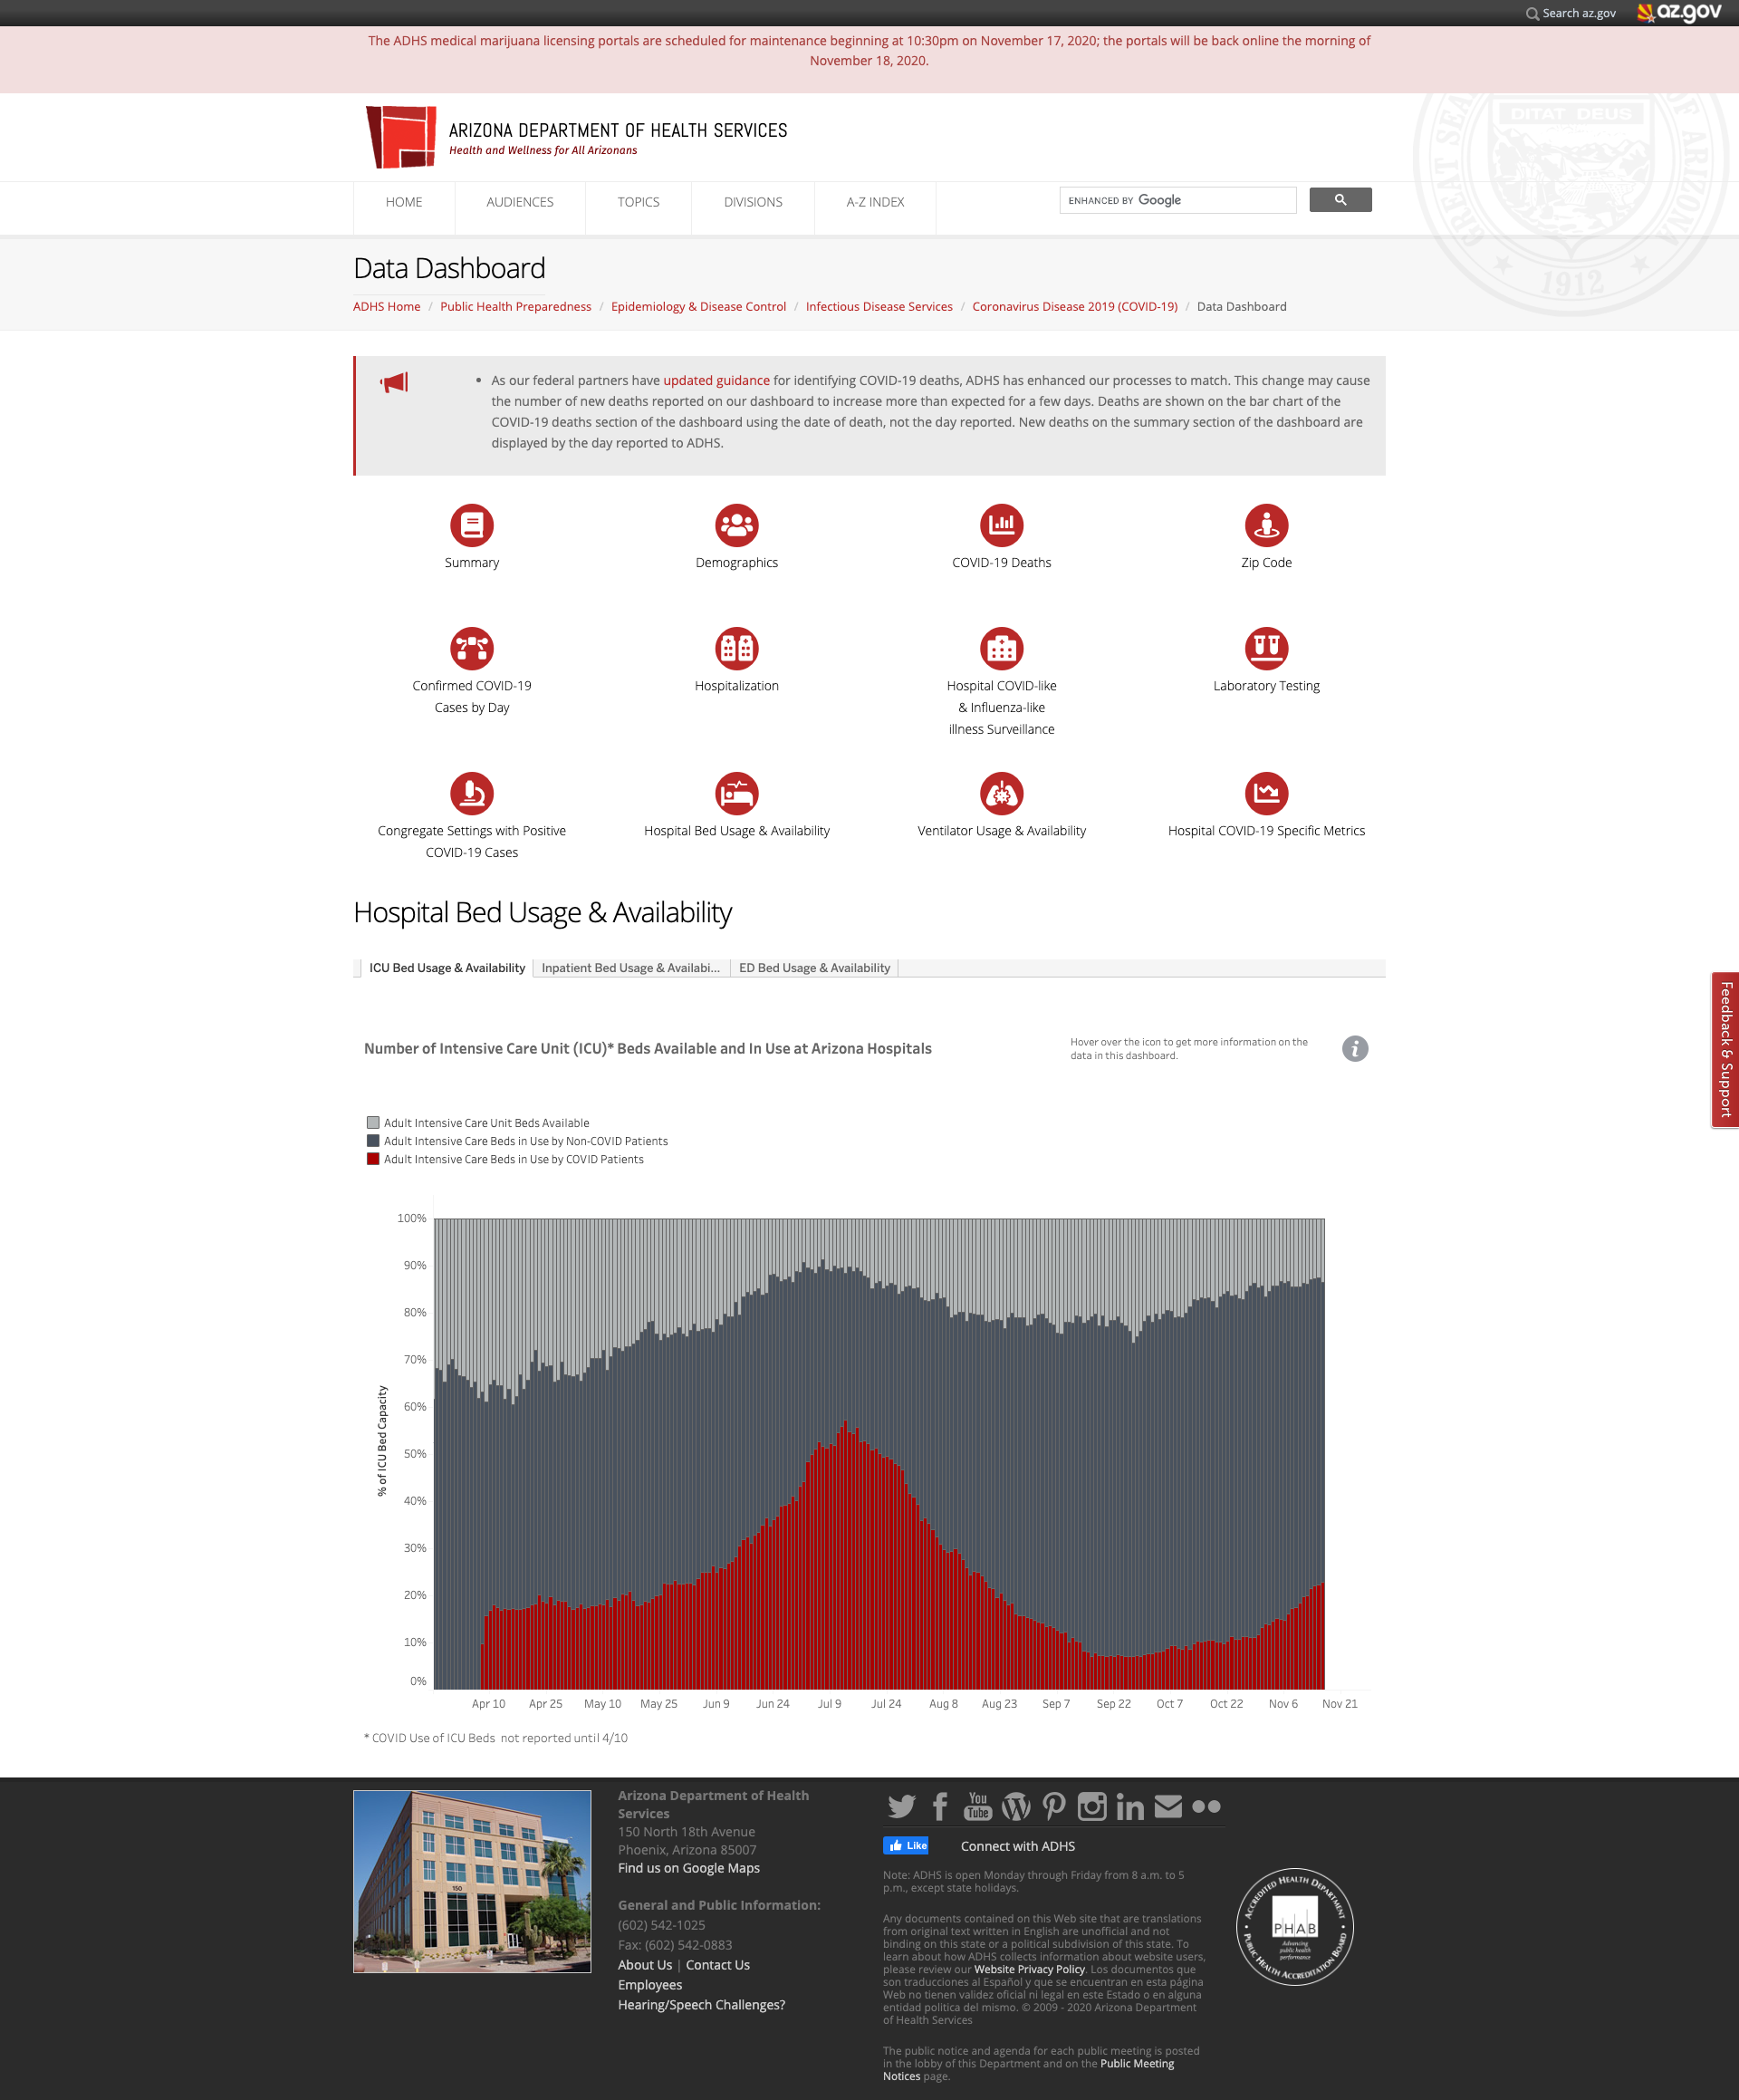 Search az.gov
az.gov
The ADHS medical marijuana licensing portals are scheduled for maintenance beginning at 10:30pm on November 17, 2020; the portals will be back online the morning of
November 18, 2020.
GREAT SEAL OF ARIZONA
DITAT DEUS
1912
ARIZONA DEPARTMENT OF HEALTH SERVICES
Health and Wellness for All Arizonans
HOME
AUDIENCES
TOPICS
DIVISIONS
A-Z INDEX
ENHANCED BY Google
Data Dashboard
ADHS Home / Public Health Preparedness / Epidemiology & Disease Control / Infectious Disease Services / Coronavirus Disease 2019 (COVID-19) / Data Dashboard
• As our federal partners have updated guidance for identifying COVID-19 deaths, ADHS has enhanced our processes to match. This change may cause
the number of new deaths reported on our dashboard to increase more than expected for a few days. Deaths are shown on the bar chart of the
COVID-19 deaths section of the dashboard using the date of death, not the day reported. New deaths on the summary section of the dashboard are
displayed by the day reported to ADHS.
Summary
Demographics
COVID-19 Deaths
Zip Code
Confirmed COVID-19
Cases by Day
Hospitalization
Hospital COVID-like
& Influenza-like
illness Surveillance
Laboratory Testing
Congregate Settings with Positive
COVID-19 Cases
Hospital Bed Usage & Availability
Ventilator Usage & Availability
Hospital COVID-19 Specific Metrics
Hospital Bed Usage & Availability
ICU Bed Usage & Availability
Inpatient Bed Usage & Availabi...
ED Bed Usage & Availability
Feedback & Support
Number of Intensive Care Unit (ICU)* Beds Available and In Use at Arizona Hospitals
Hover over the icon to get more information on the
data in this dashboard.
i
Adult Intensive Care Unit Beds Available
Adult Intensive Care Beds in Use by Non-COVID Patients
Adult Intensive Care Beds in Use by COVID Patients
% of ICU Bed Capacity
100%
90%
80%
70%
60%
50%
40%
30%
20%
10%
0%
Apr 10
Apr 25
May 10
May 25
Jun 9
Jun 24
Jul 9
Jul 24
Aug 8
Aug 23
Sep 7
Sep 22
Oct 7
Oct 22
Nov 6
Nov 21
* COVID Use of ICU Beds not reported until 4/10
150
Arizona Department of Health
Services
150 North 18th Avenue
Phoenix, Arizona 85007
Find us on Google Maps
General and Public Information:
(602) 542-1025
Fax: (602) 542-0883
About Us | Contact Us
Employees
Hearing/Speech Challenges?
You
Tube
Like
Connect with ADHS
Note: ADHS is open Monday through Friday from 8 a.m. to 5
p.m., except state holidays.
Any documents contained on this Web site that are translations
from original text written in English are unofficial and not
binding on this state or a political subdivision of this state. To
learn about how ADHS collects information about website users,
please review our Website Privacy Policy. Los documentos que
son traducciones al Español y que se encuentran en esta página
Web no tienen validez oficial ni legal en este Estado o en alguna
entidad politica del mismo. © 2009 - 2020 Arizona Department
of Health Services
The public notice and agenda for each public meeting is posted
in the lobby of this Department and on the Public Meeting
Notices page.
ACCREDITED HEALTH DEPARTMENT
PHAB
Advancing
public health
performance
PUBLIC HEALTH ACCREDITATION BOARD